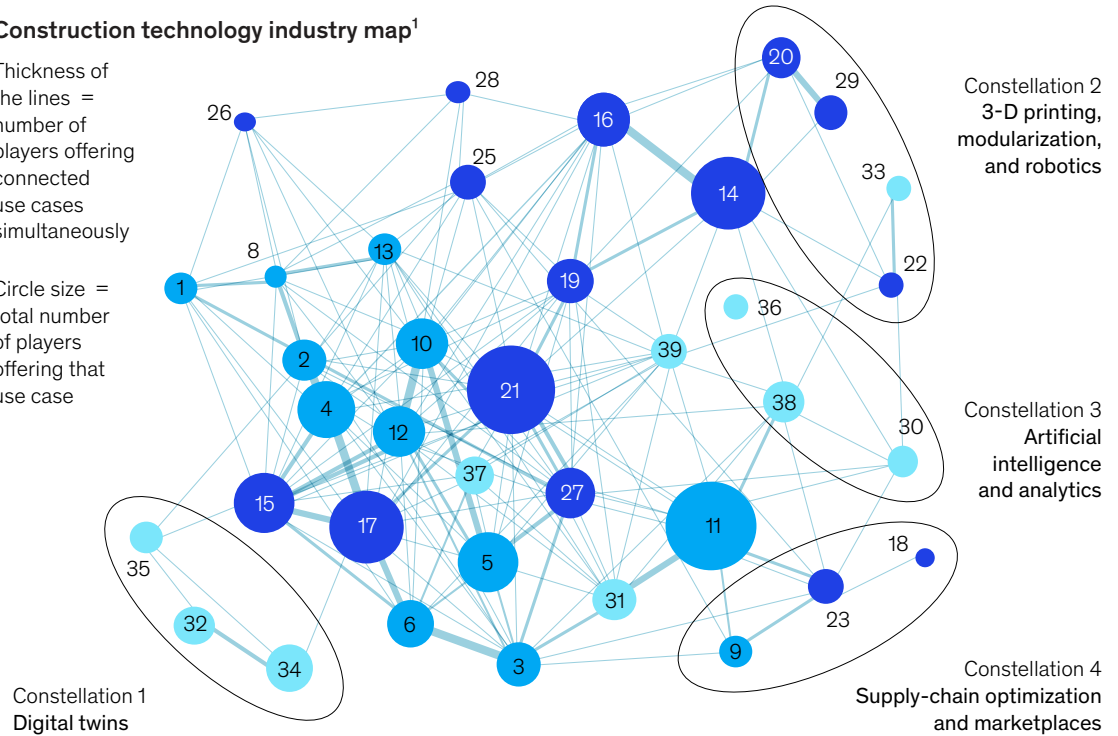 Construction technology industry map¹
Thickness of
the lines =
number of
players offering
connected
use cases
simultaneously
Circle size =
total number
of players
offering that
use case
20
29
28
26
16
Constellation 2
3-D printing,
modularization,
and robotics
25
33
14
8
13
22
1
19
36
10
39
2
21
38
4
12
Constellation 3
Artificial
intelligence
and analytics
30
37
27
15
17
11
18
35
5
31
23
32
6
9
3
34
Constellation 1
Digital twins
Constellation 4
Supply-chain optimization
and marketplaces